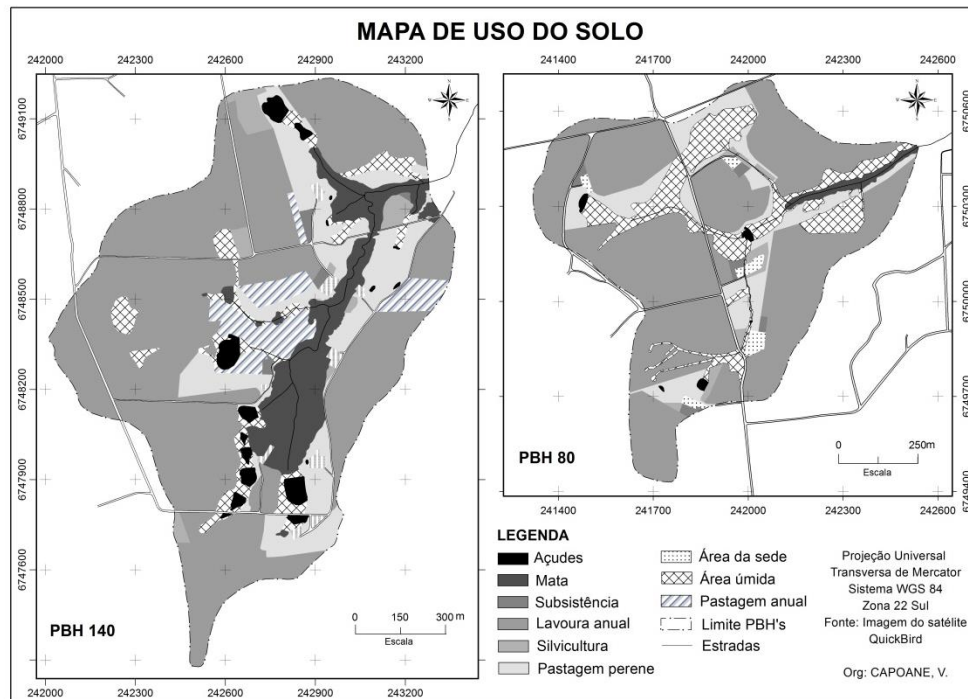 MAPA DE USO DO SOLO
242000 242300 242600 242900 243200
241400 241700 242000 242300 242600
6749100
6748800
6748500
6748200
6747900
6747600
6750600
6750300
6750000
6749700
6749400
PBH 140
0 150 300 m
Escala
242000 242300 242600 242900 243200
PBH 80
0 250m
Escala
241400 241700 242000 242300 242600
LEGENDA
Açudes
Mata
Subsistência
Lavoura anual
Silvicultura
Pastagem perene
Área da sede
Área úmida
Pastagem anual
Limite PBH's
Estradas
Projeção Universal
Transversa de Mercator
Sistema WGS 84
Zona 22 Sul
Fonte: Imagem do satélite
QuickBird
Org: CAPOANE, V.